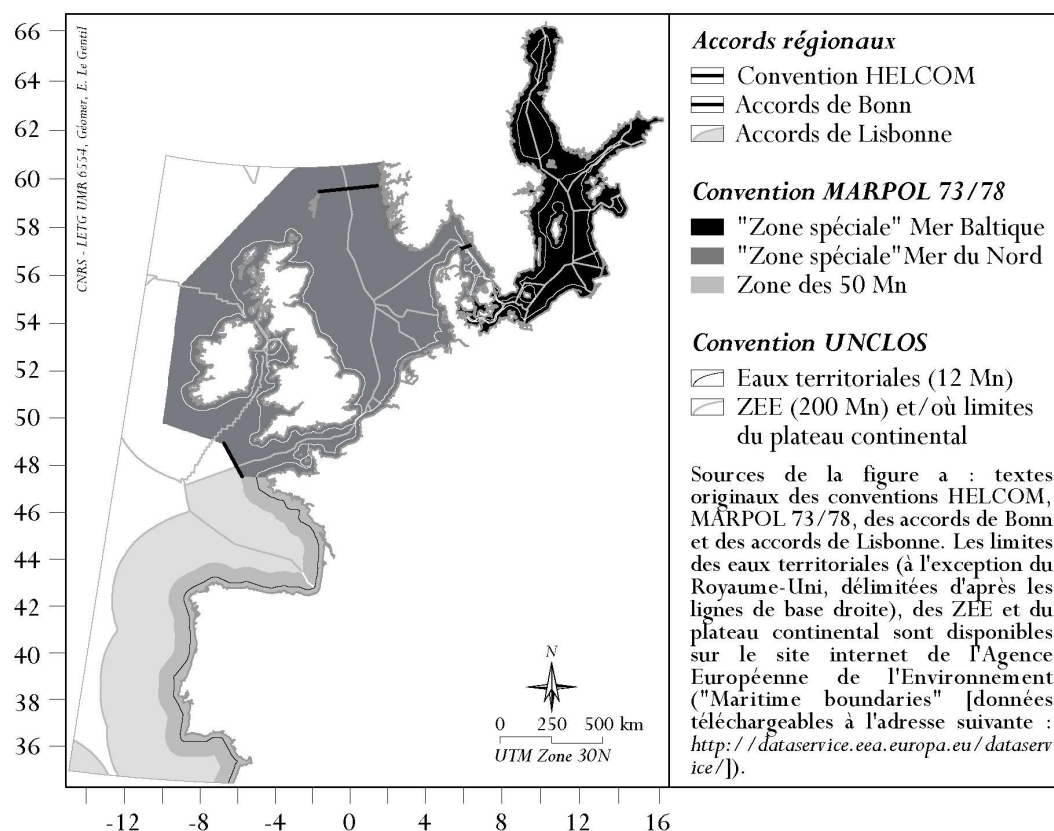 66
64
62
60
58
56
54
52
50
48
46
44
42
40
38
36
CNRS - LETG UMR 6554, Géomer, E. Le Gentil
N
0 250 500 km
UTM Zone 30N
-12 -8 -4 0 4 8 12 16
Accords régionaux
Convention HELCOM
Accords de Bonn
Accords de Lisbonne
Convention MARPOL 73/78
"Zone spéciale" Mer Baltique
"Zone spéciale"Mer du Nord
Zone des 50 Mn
Convention UNCLOS
Eaux territoriales (12 Mn)
ZEE (200 Mn) et/où limites
du plateau continental
Sources de la figure a : textes
originaux des conventions HELCOM,
MARPOL 73/78, des accords de Bonn
et des accords de Lisbonne. Les limites
des eaux territoriales (à l'exception du
Royaume-Uni, délimitées d'après les
lignes de base droite), des ZEE et du
plateau continental sont disponibles
sur le site internet de l'Agence
Européenne de l'Environnement
("Maritime boundaries" [données
téléchargeables à l'adresse suivante :
http://dataservice.eea.europa.eu/dataserv
ice/]).